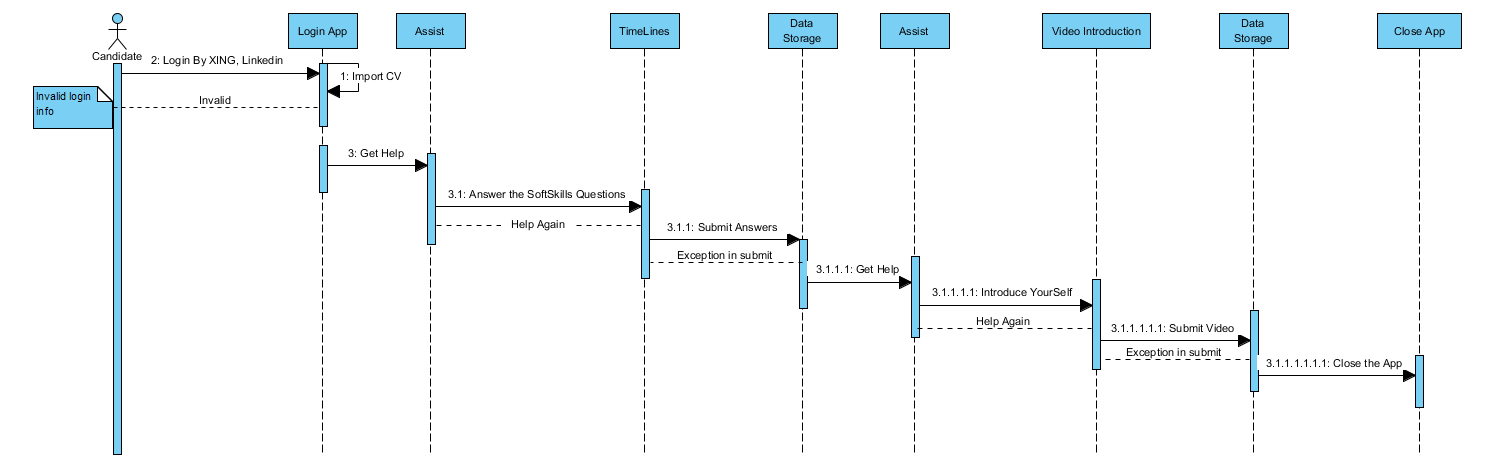 Candidate
Login App
Assist
TimeLines
Data
Storage
Assist
Video Introduction
Data
Storage
Close App
2: Login By XING, Linkedin
1: Import CV
Invalid login
info
Invalid
3: Get Help
3.1: Answer the SoftSkills Questions
Help Again
3.1.1: Submit Answers
Exception in submit
3.1.1.1: Get Help
3.1.1.1.1: Introduce YourSelf
Help Again
3.1.1.1.1.1: Submit Video
Exception in submit
3.1.1.1.1.1.1: Close the App